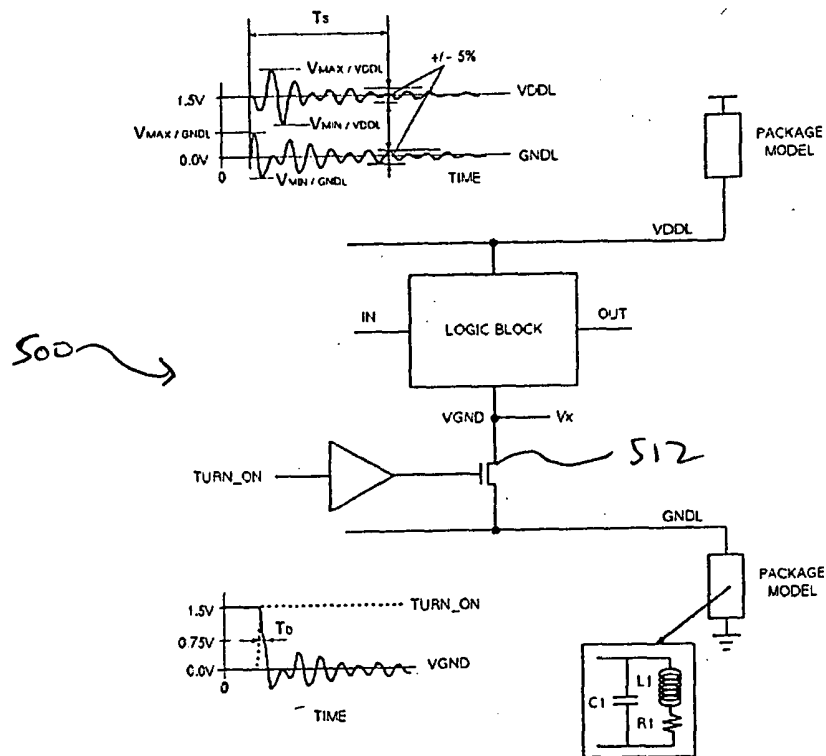 Ts
VMAX / VDDL
+/- 5%
1.5V
VDDL
VMAX / GNDL
VMIN / VDDL
0.0V
GNDL
VMIN / GNDL
0
TIME
PACKAGE
MODEL
VDDL
IN
LOGIC BLOCK
OUT
500
VGND
Vx
512
TURN_ON
GNDL
PACKAGE
MODEL
1.5V
TURN_ON
TD
0.75V
0.0V
VGND
0
TIME
C1
L1
R1